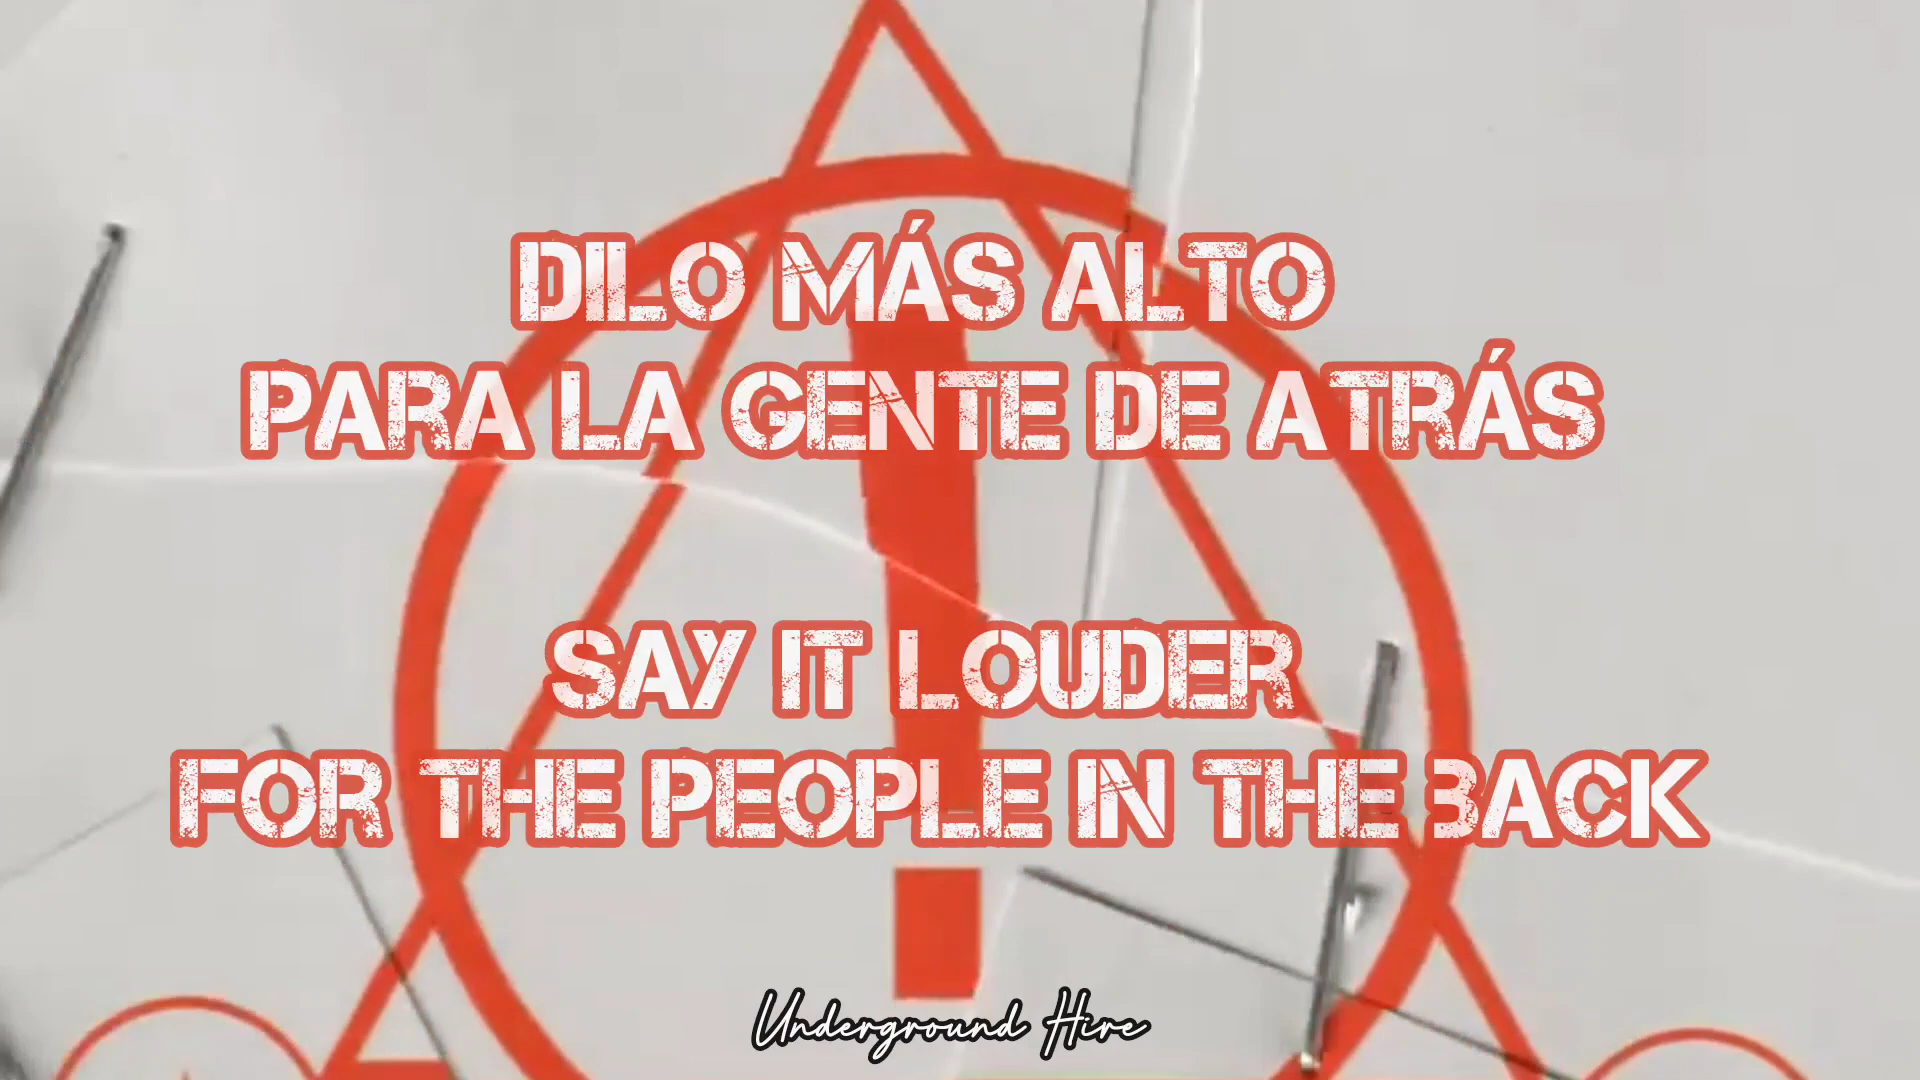 DILO MÁS ALTO
PARA LA GENTE DE ATRÁS
SAY IT LOUDER
FOR THE PEOPLE IN THE BACK
Underground Hire